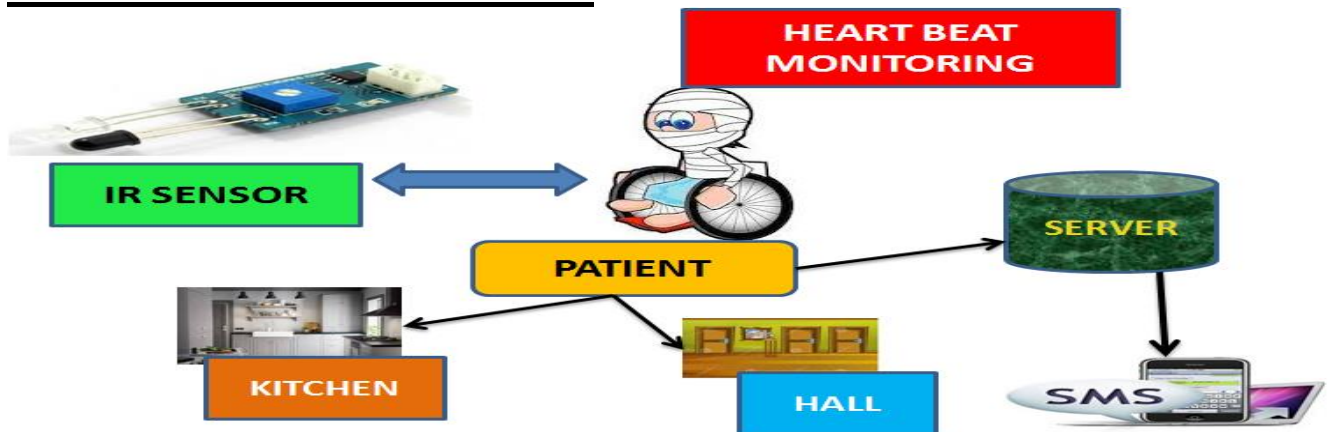 HEART BEAT
MONITORING
IR SENSOR
SERVER
PATIENT
KITCHEN
HALL
SMS